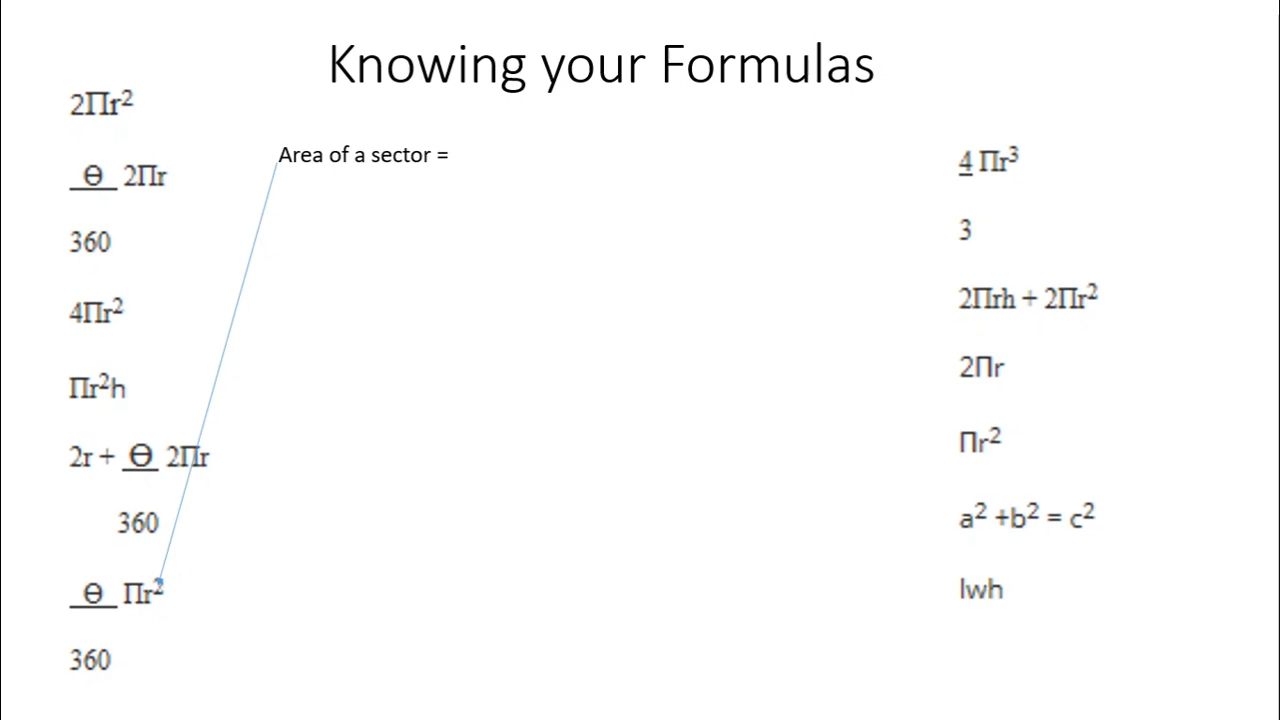 Knowing your Formulas
2Πr²
Area of a sector =
Ɵ 2Πr
360
4Πr²
Πr²h
2r + Ɵ 2Πr
360
Ɵ Πr²
360
4 Πr³
3
2Πrh + 2Πr²
2Πr
Πr²
a² +b² = c²
lwh